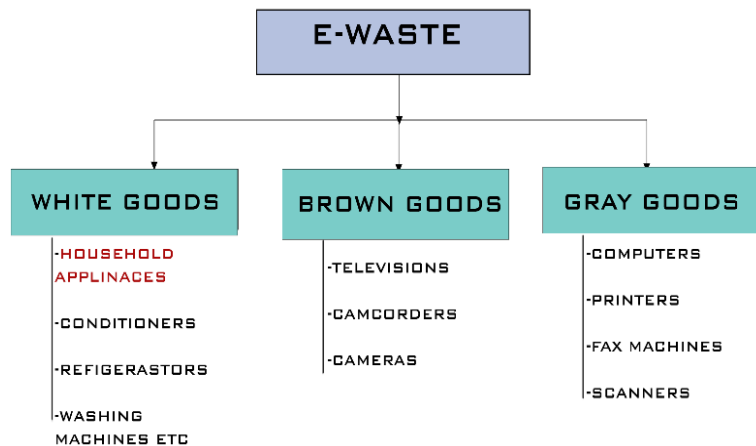 E-WASTE
WHITE GOODS
-HOUSEHOLD
APPLINACES
-CONDITIONERS
-REFIGERASTORS
-WASHING
MACHINES ETC
BROWN GOODS
-TELEVISIONS
-CAMCORDERS
-CAMERAS
GRAY GOODS
-COMPUTERS
-PRINTERS
-FAX MACHINES
-SCANNERS